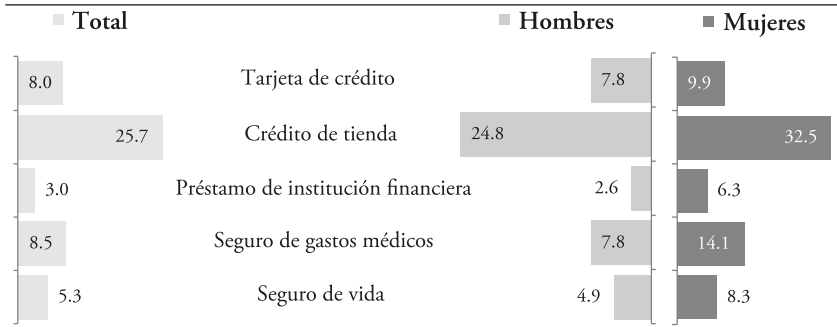 Total Hombres Mujeres
8.0 Tarjeta de crédito 7.8 9.9
25.7 Crédito de tienda 24.8 32.5
3.0 Préstamo de institución financiera 2.6 6.3
8.5 Seguro de gastos médicos 7.8 14.1
5.3 Seguro de vida 4.9 8.3